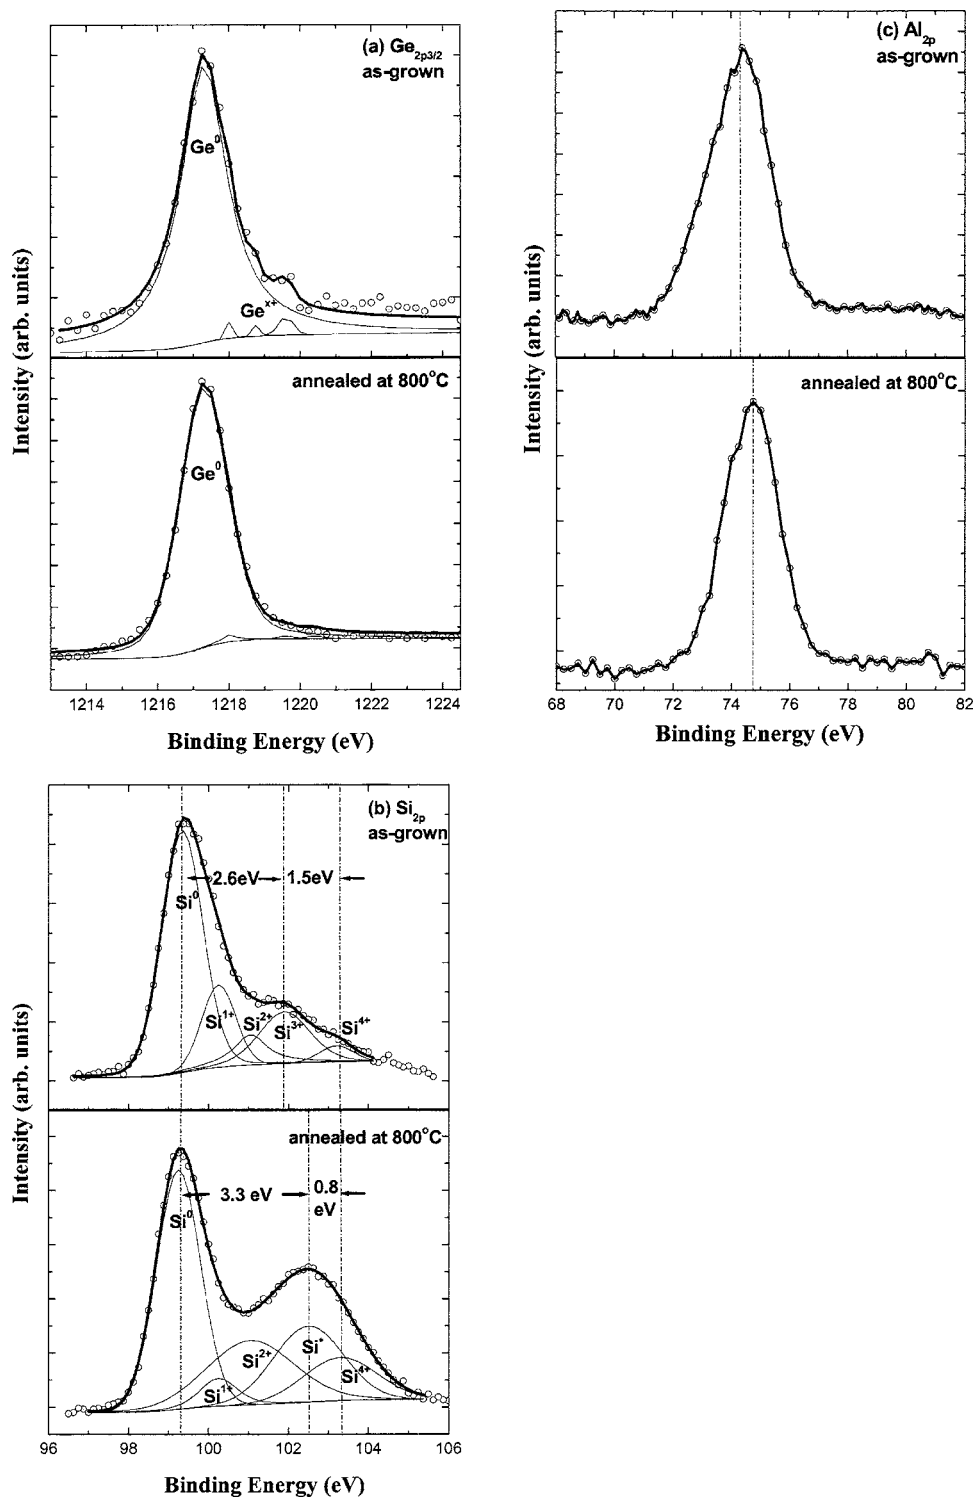 (a) Ge2p3/2
as-grown
Ge0
Gex+
annealed at 800°C
Ge0
Intensity (arb. units)
1214 1216 1218 1220 1222 1224
Binding Energy (eV)
(c) Al2p
as-grown
annealed at 800°C
Intensity (arb. units)
68 70 72 74 76 78 80 82
Binding Energy (eV)
(b) Si2p
as-grown
2.6eV 1.5eV
Si0
Si1+ Si2+ Si3+ Si4+
annealed at 800°C
3.3 eV 0.8
eV
Si0
Si2+ Si* Si4+
Si1+
Intensity (arb. units)
96 98 100 102 104 106
Binding Energy (eV)